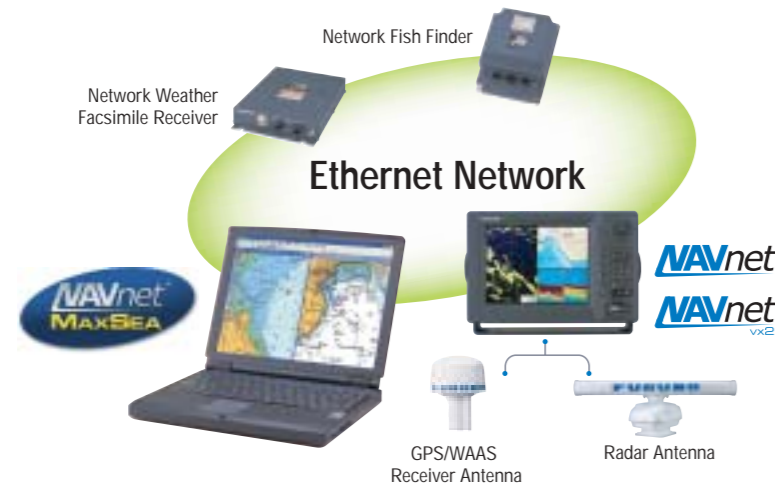 Network Fish Finder
Network Weather
Facsimile Receiver
Ethernet Network
NAVnet
MAXSEA
NAVnet
NAVnet
vx2
FURUNO
GPS/WAAS
Receiver Antenna
Radar Antenna